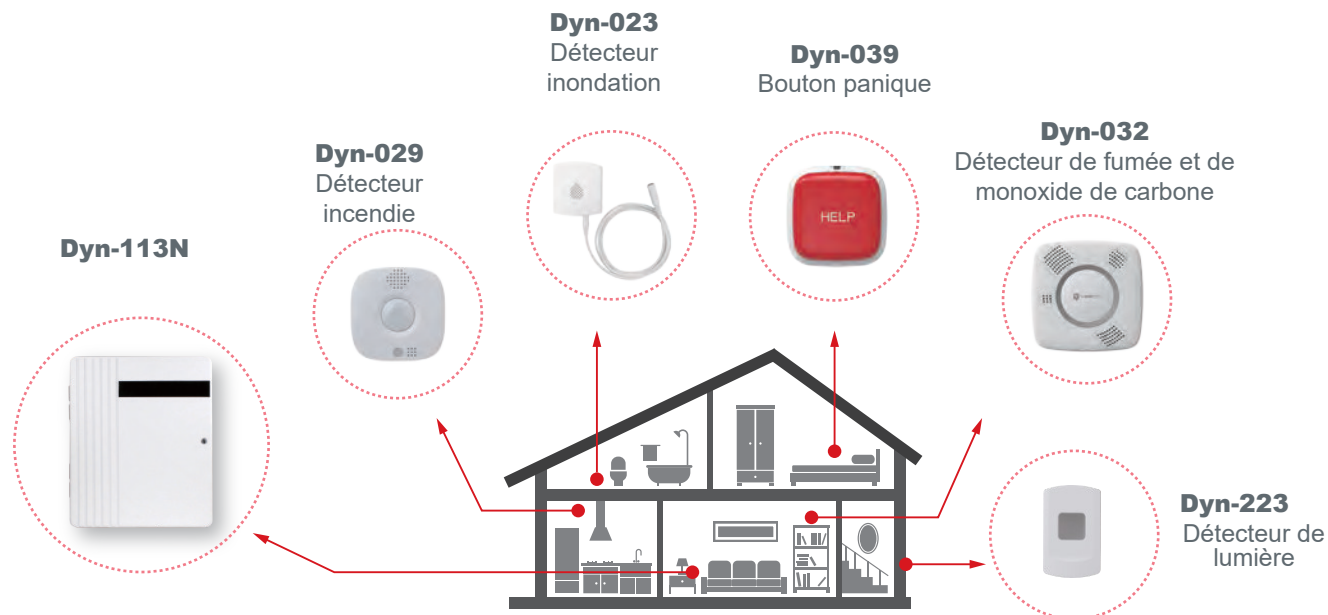 Dyn-023
Détecteur
inondation
Dyn-039
Bouton panique
Dyn-032
Détecteur de fumée et de
monoxide de carbone
Dyn-029
Détecteur
incendie
Dyn-113N
HELP
Dyn-223
Détecteur de
lumière